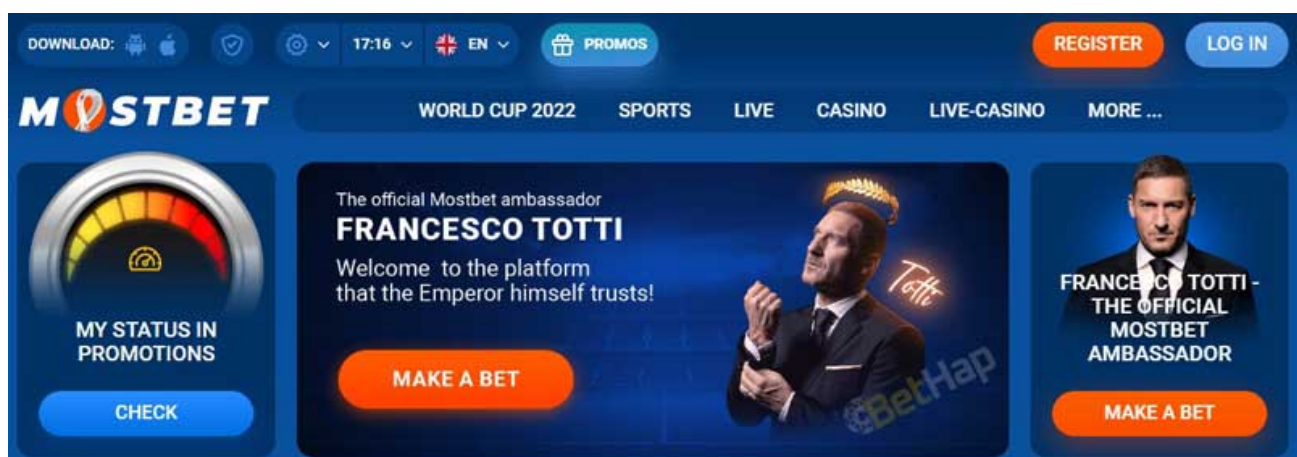 DOWNLOAD:
17:16
EN
PROMOS
REGISTER
LOG IN
MOSTBET
WORLD CUP 2022
SPORTS
LIVE
CASINO
LIVE-CASINO
MORE ...
MY STATUS IN
PROMOTIONS
CHECK
The official Mostbet ambassador
FRANCESCO TOTTI
Welcome to the platform
that the Emperor himself trusts!
MAKE A BET
Totti
BetHap
FRANCESCO TOTTI -
THE OFFICIAL
MOSTBET
AMBASSADOR
MAKE A BET